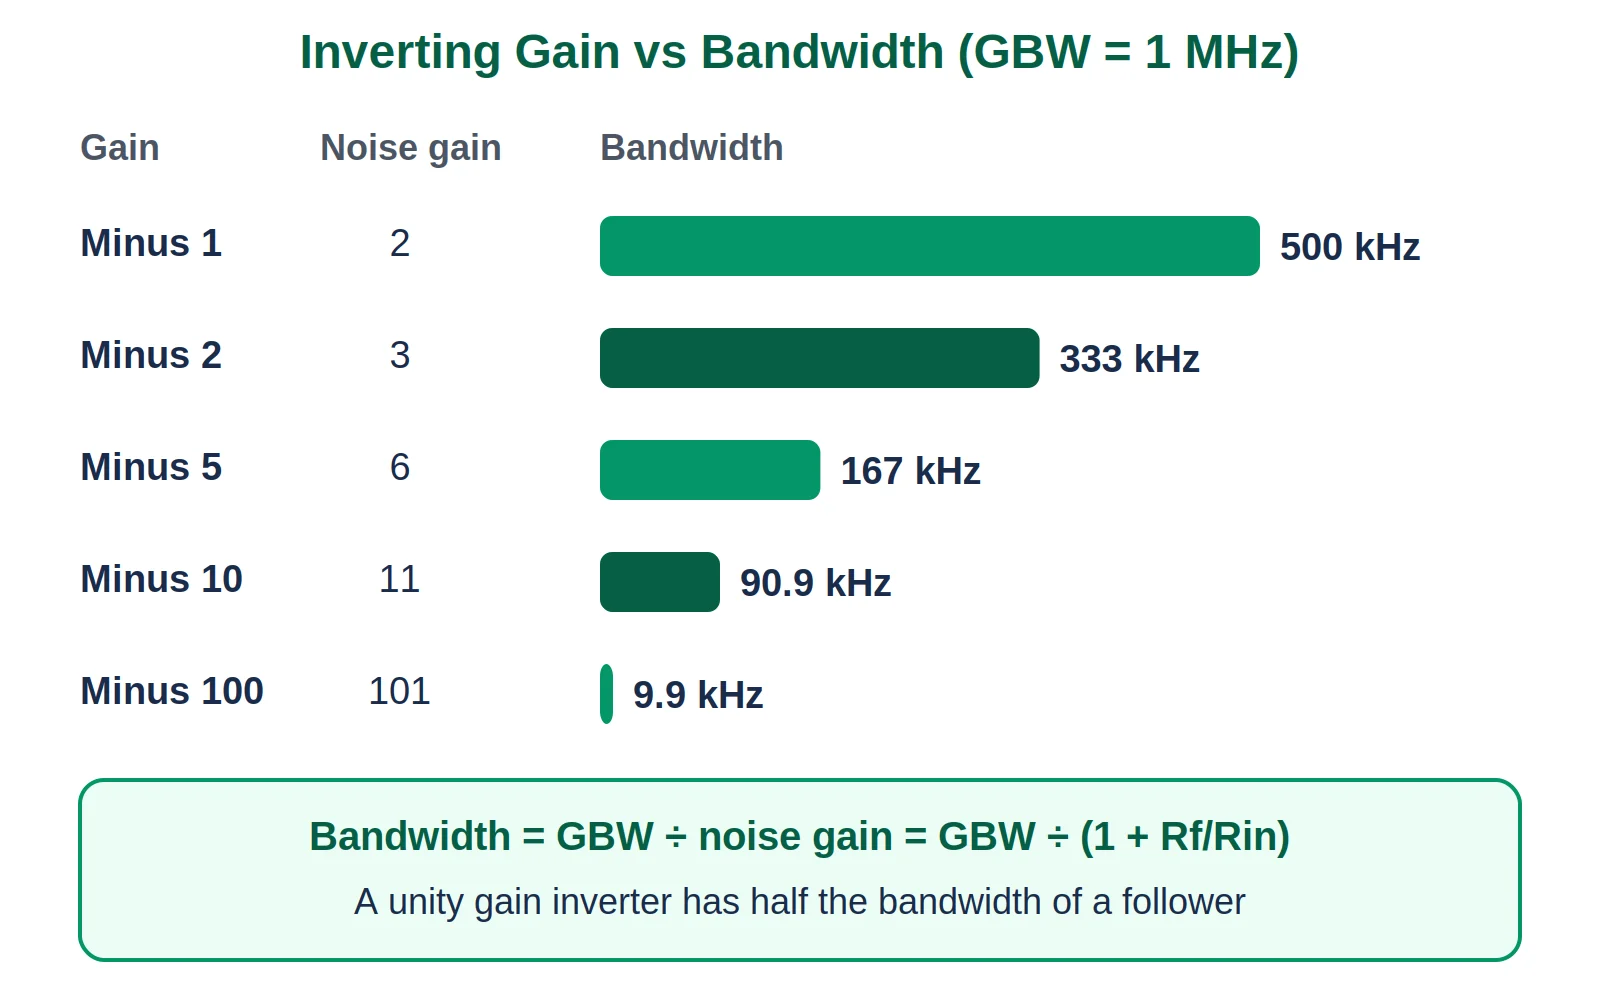 Inverting Gain vs Bandwidth (GBW = 1 MHz)
Gain Noise gain Bandwidth
Minus 1 2 500 kHz
Minus 2 3 333 kHz
Minus 5 6 167 kHz
Minus 10 11 90.9 kHz
Minus 100 101 9.9 kHz
Bandwidth = GBW ÷ noise gain = GBW ÷ (1 + Rf/Rin)
A unity gain inverter has half the bandwidth of a follower